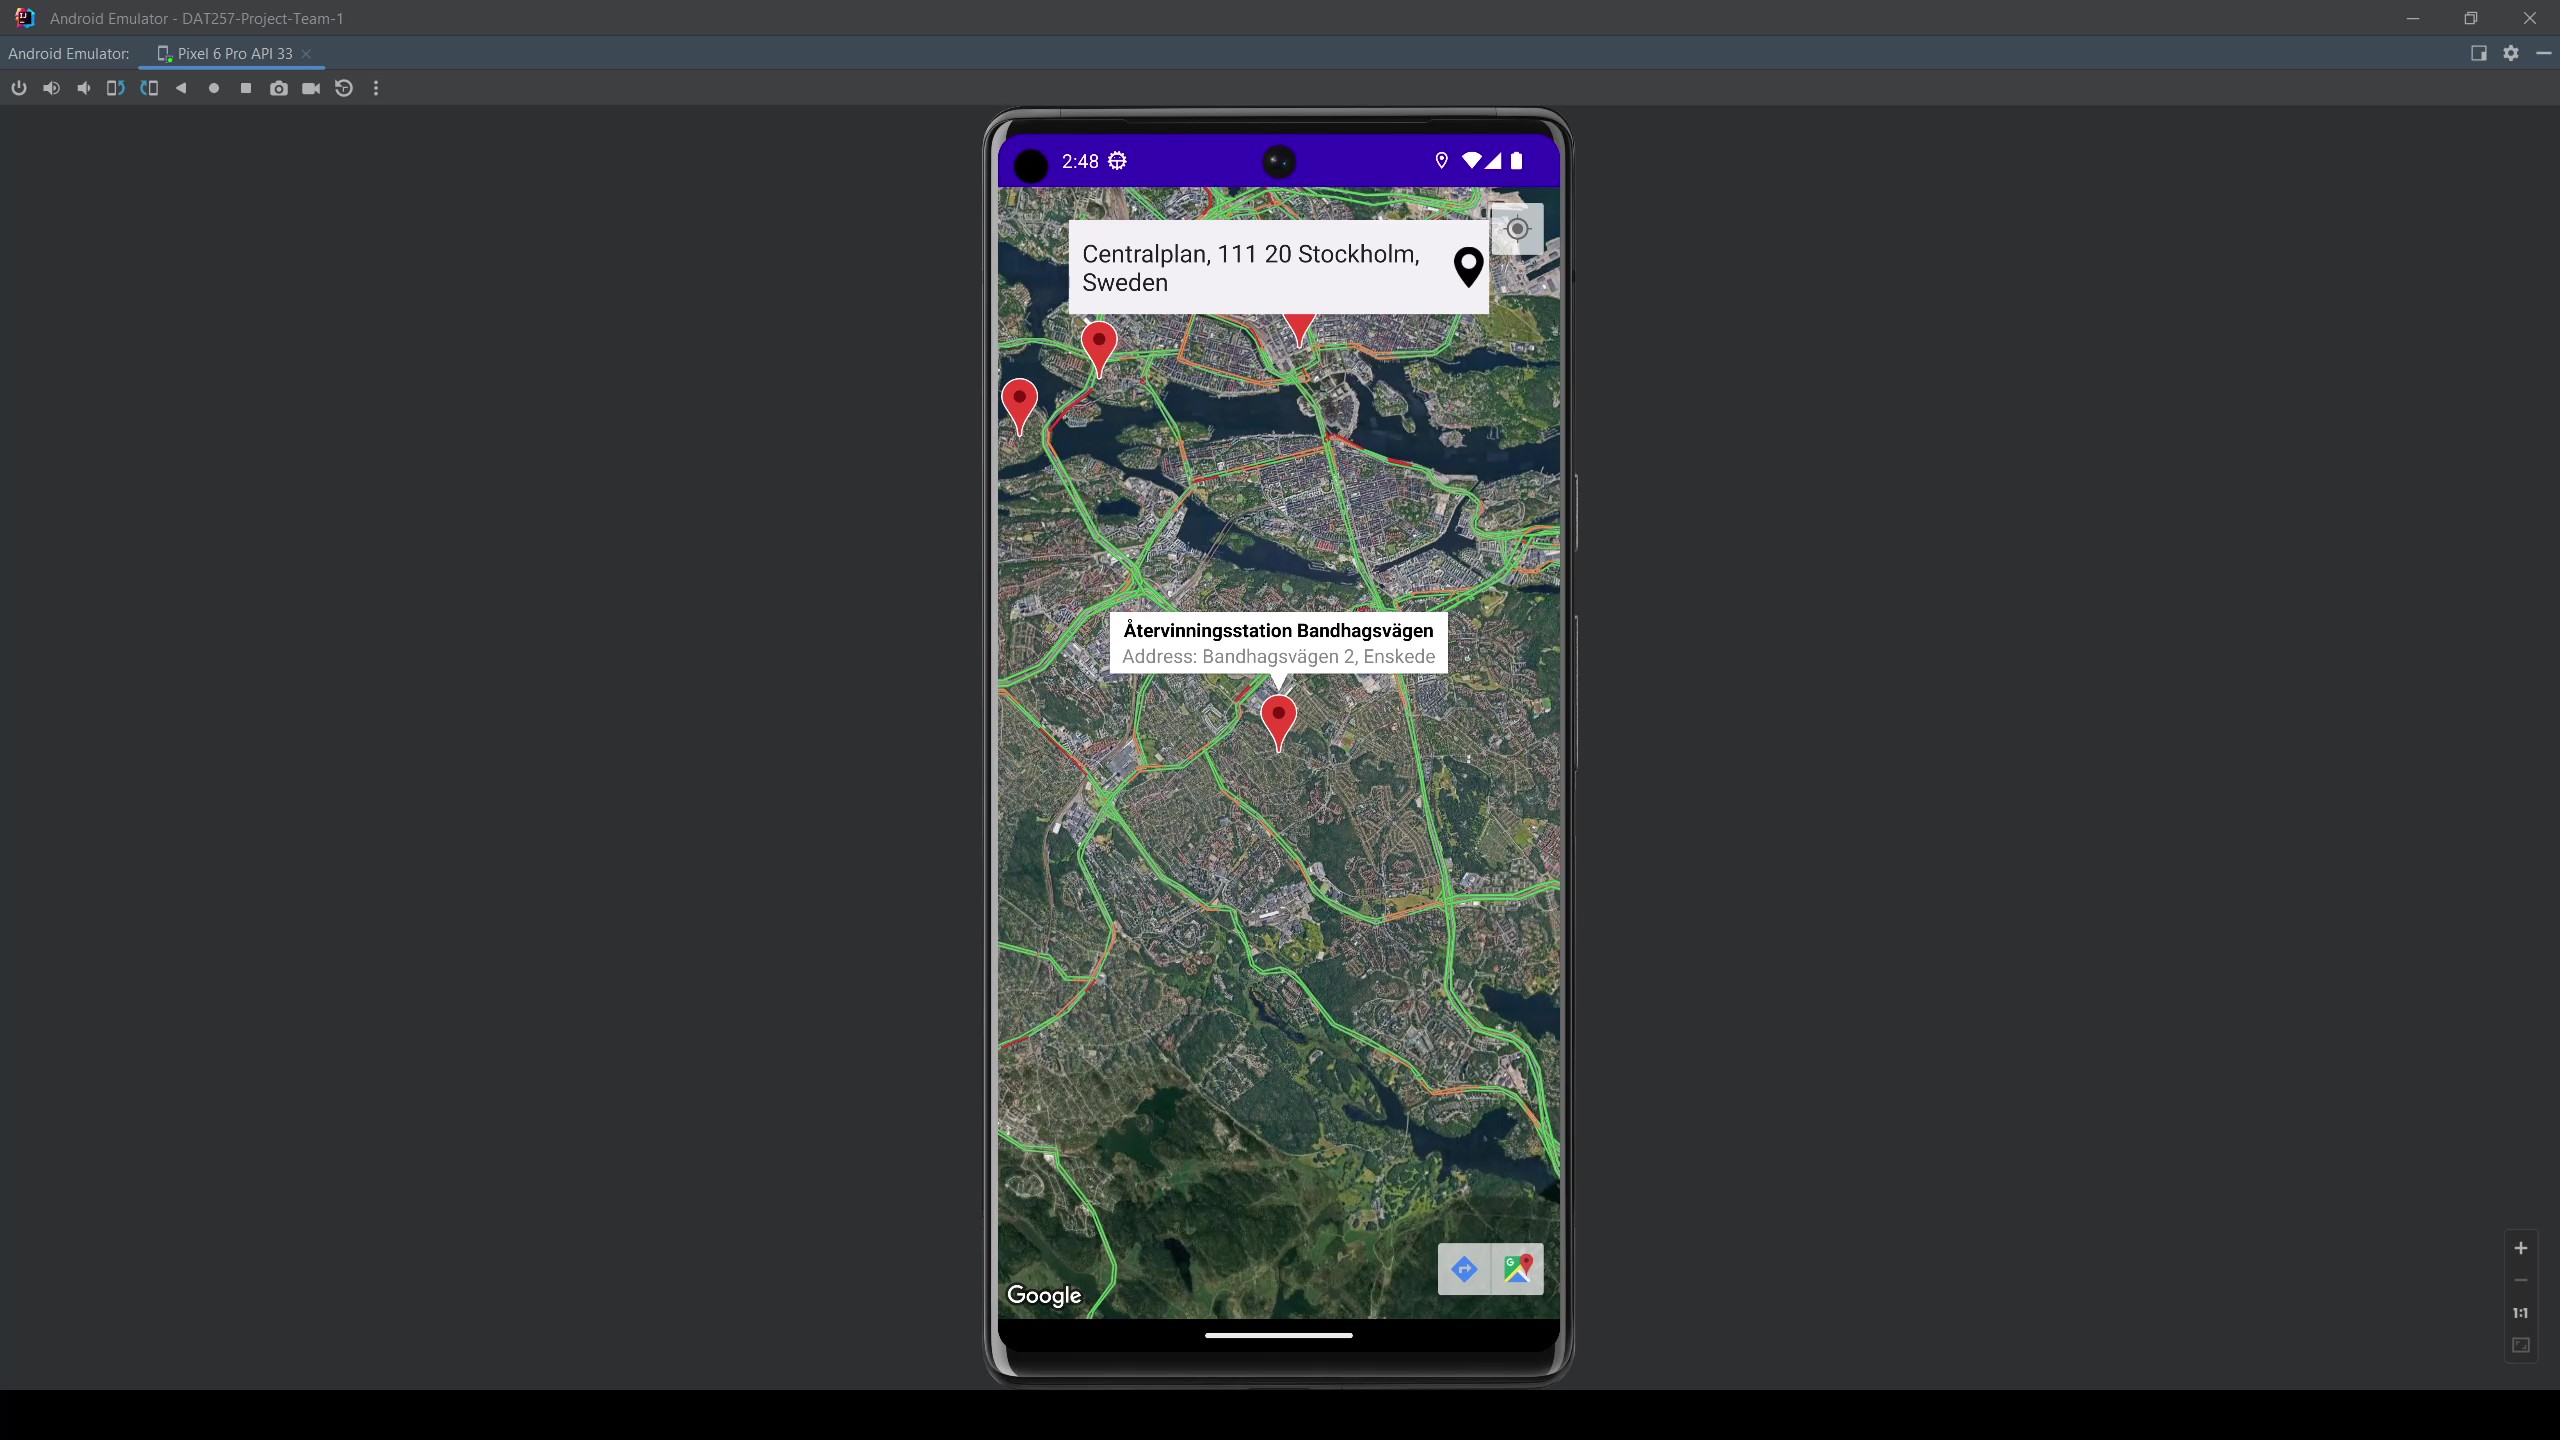 Android Emulator - DAT257-Project-Team-1
Android Emulator:
Pixel 6 Pro API 33
2:48
Centralplan, 111 20 Stockholm,
Sweden
Återvinningsstation Bandhagsvägen
Address: Bandhagsvägen 2, Enskede
Google
1:1